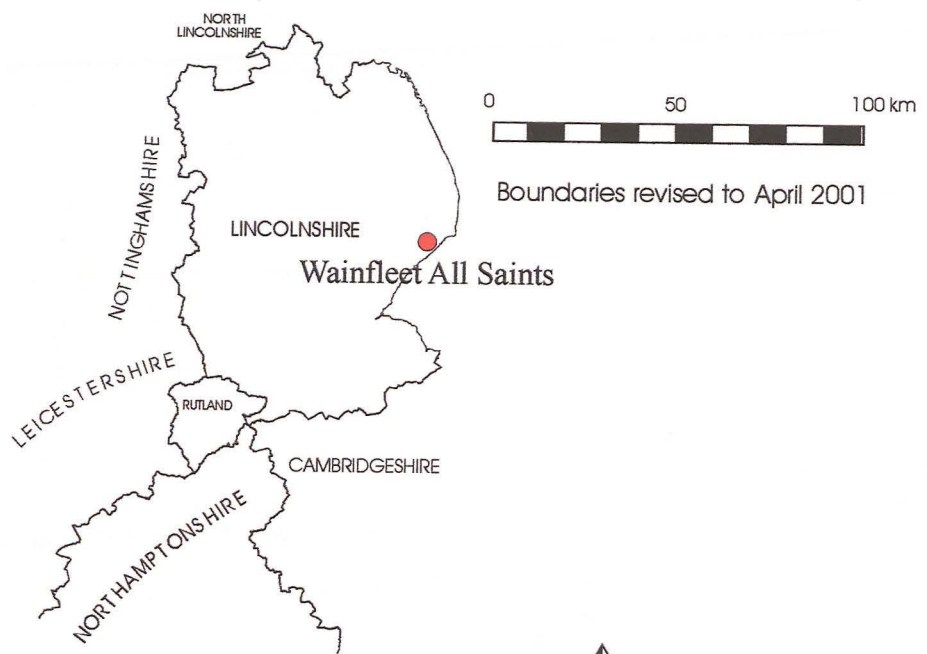 NORTH
LINCOLNSHIRE
0 50 100 km
Boundaries revised to April 2001
NOTTINGHAMSHIRE
LINCOLNSHIRE
Wainfleet All Saints
LEICESTERSHIRE
RUTLAND
CAMBRIDGESHIRE
NORTHAMPTONSHIRE